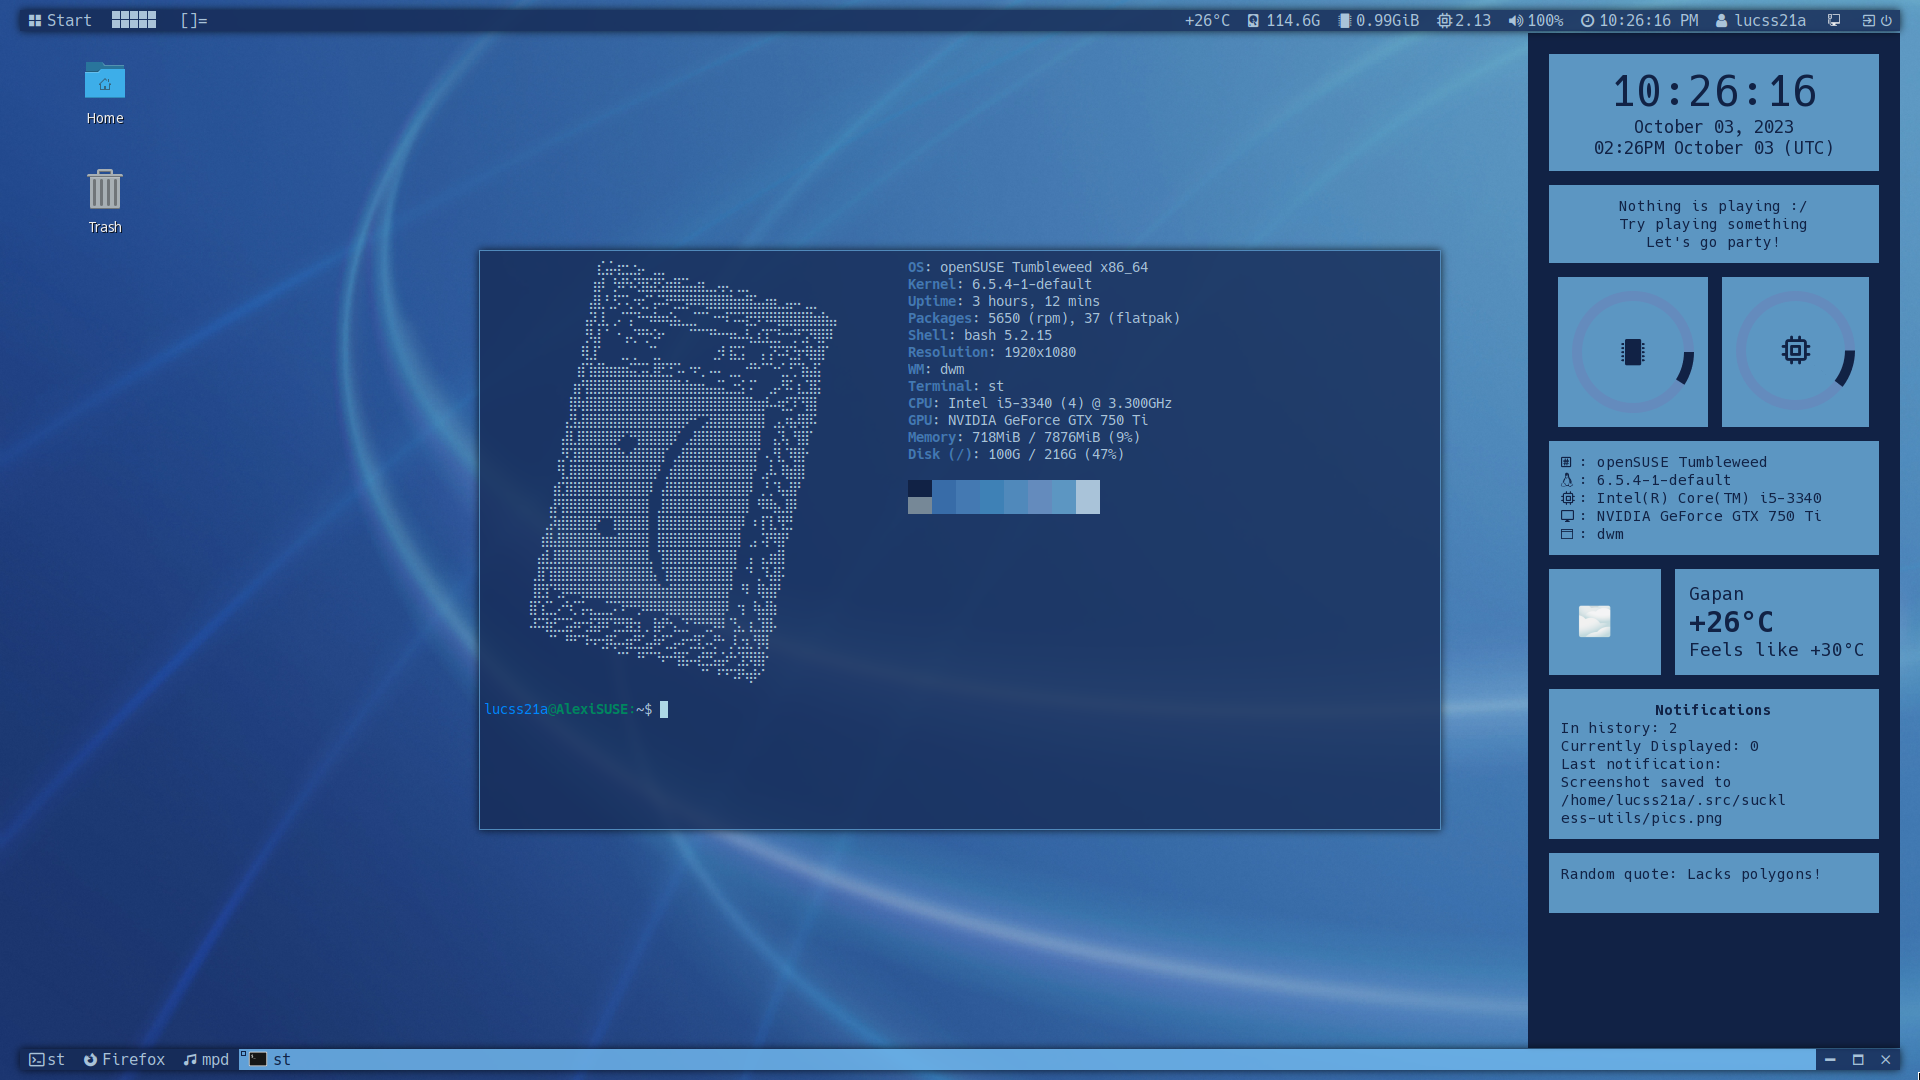 Start []= +26°C 114.6G 0.99GiB 2.13 100% 10:26:16 PM lucss21a
Home
Trash
OS: openSUSE Tumbleweed x86_64
Kernel: 6.5.4-1-default
Uptime: 3 hours, 12 mins
Packages: 5650 (rpm), 37 (flatpak)
Shell: bash 5.2.15
Resolution: 1920x1080
WM: dwm
Terminal: st
CPU: Intel i5-3340 (4) @ 3.300GHz
GPU: NVIDIA GeForce GTX 750 Ti
Memory: 718MiB / 7876MiB (9%)
Disk (/): 100G / 216G (47%)
lucss21a@AlexiSUSE:~$
10:26:16
October 03, 2023
02:26PM October 03 (UTC)
Nothing is playing :/
Try playing something
Let's go party!
: openSUSE Tumbleweed
: 6.5.4-1-default
: Intel(R) Core(TM) i5-3340
: NVIDIA GeForce GTX 750 Ti
: dwm
Gapan
+26°C
Feels like +30°C
Notifications
In history: 2
Currently Displayed: 0
Last notification:
Screenshot saved to
/home/lucss21a/.src/suckl
ess-utils/pics.png
Random quote: Lacks polygons!
st Firefox mpd st